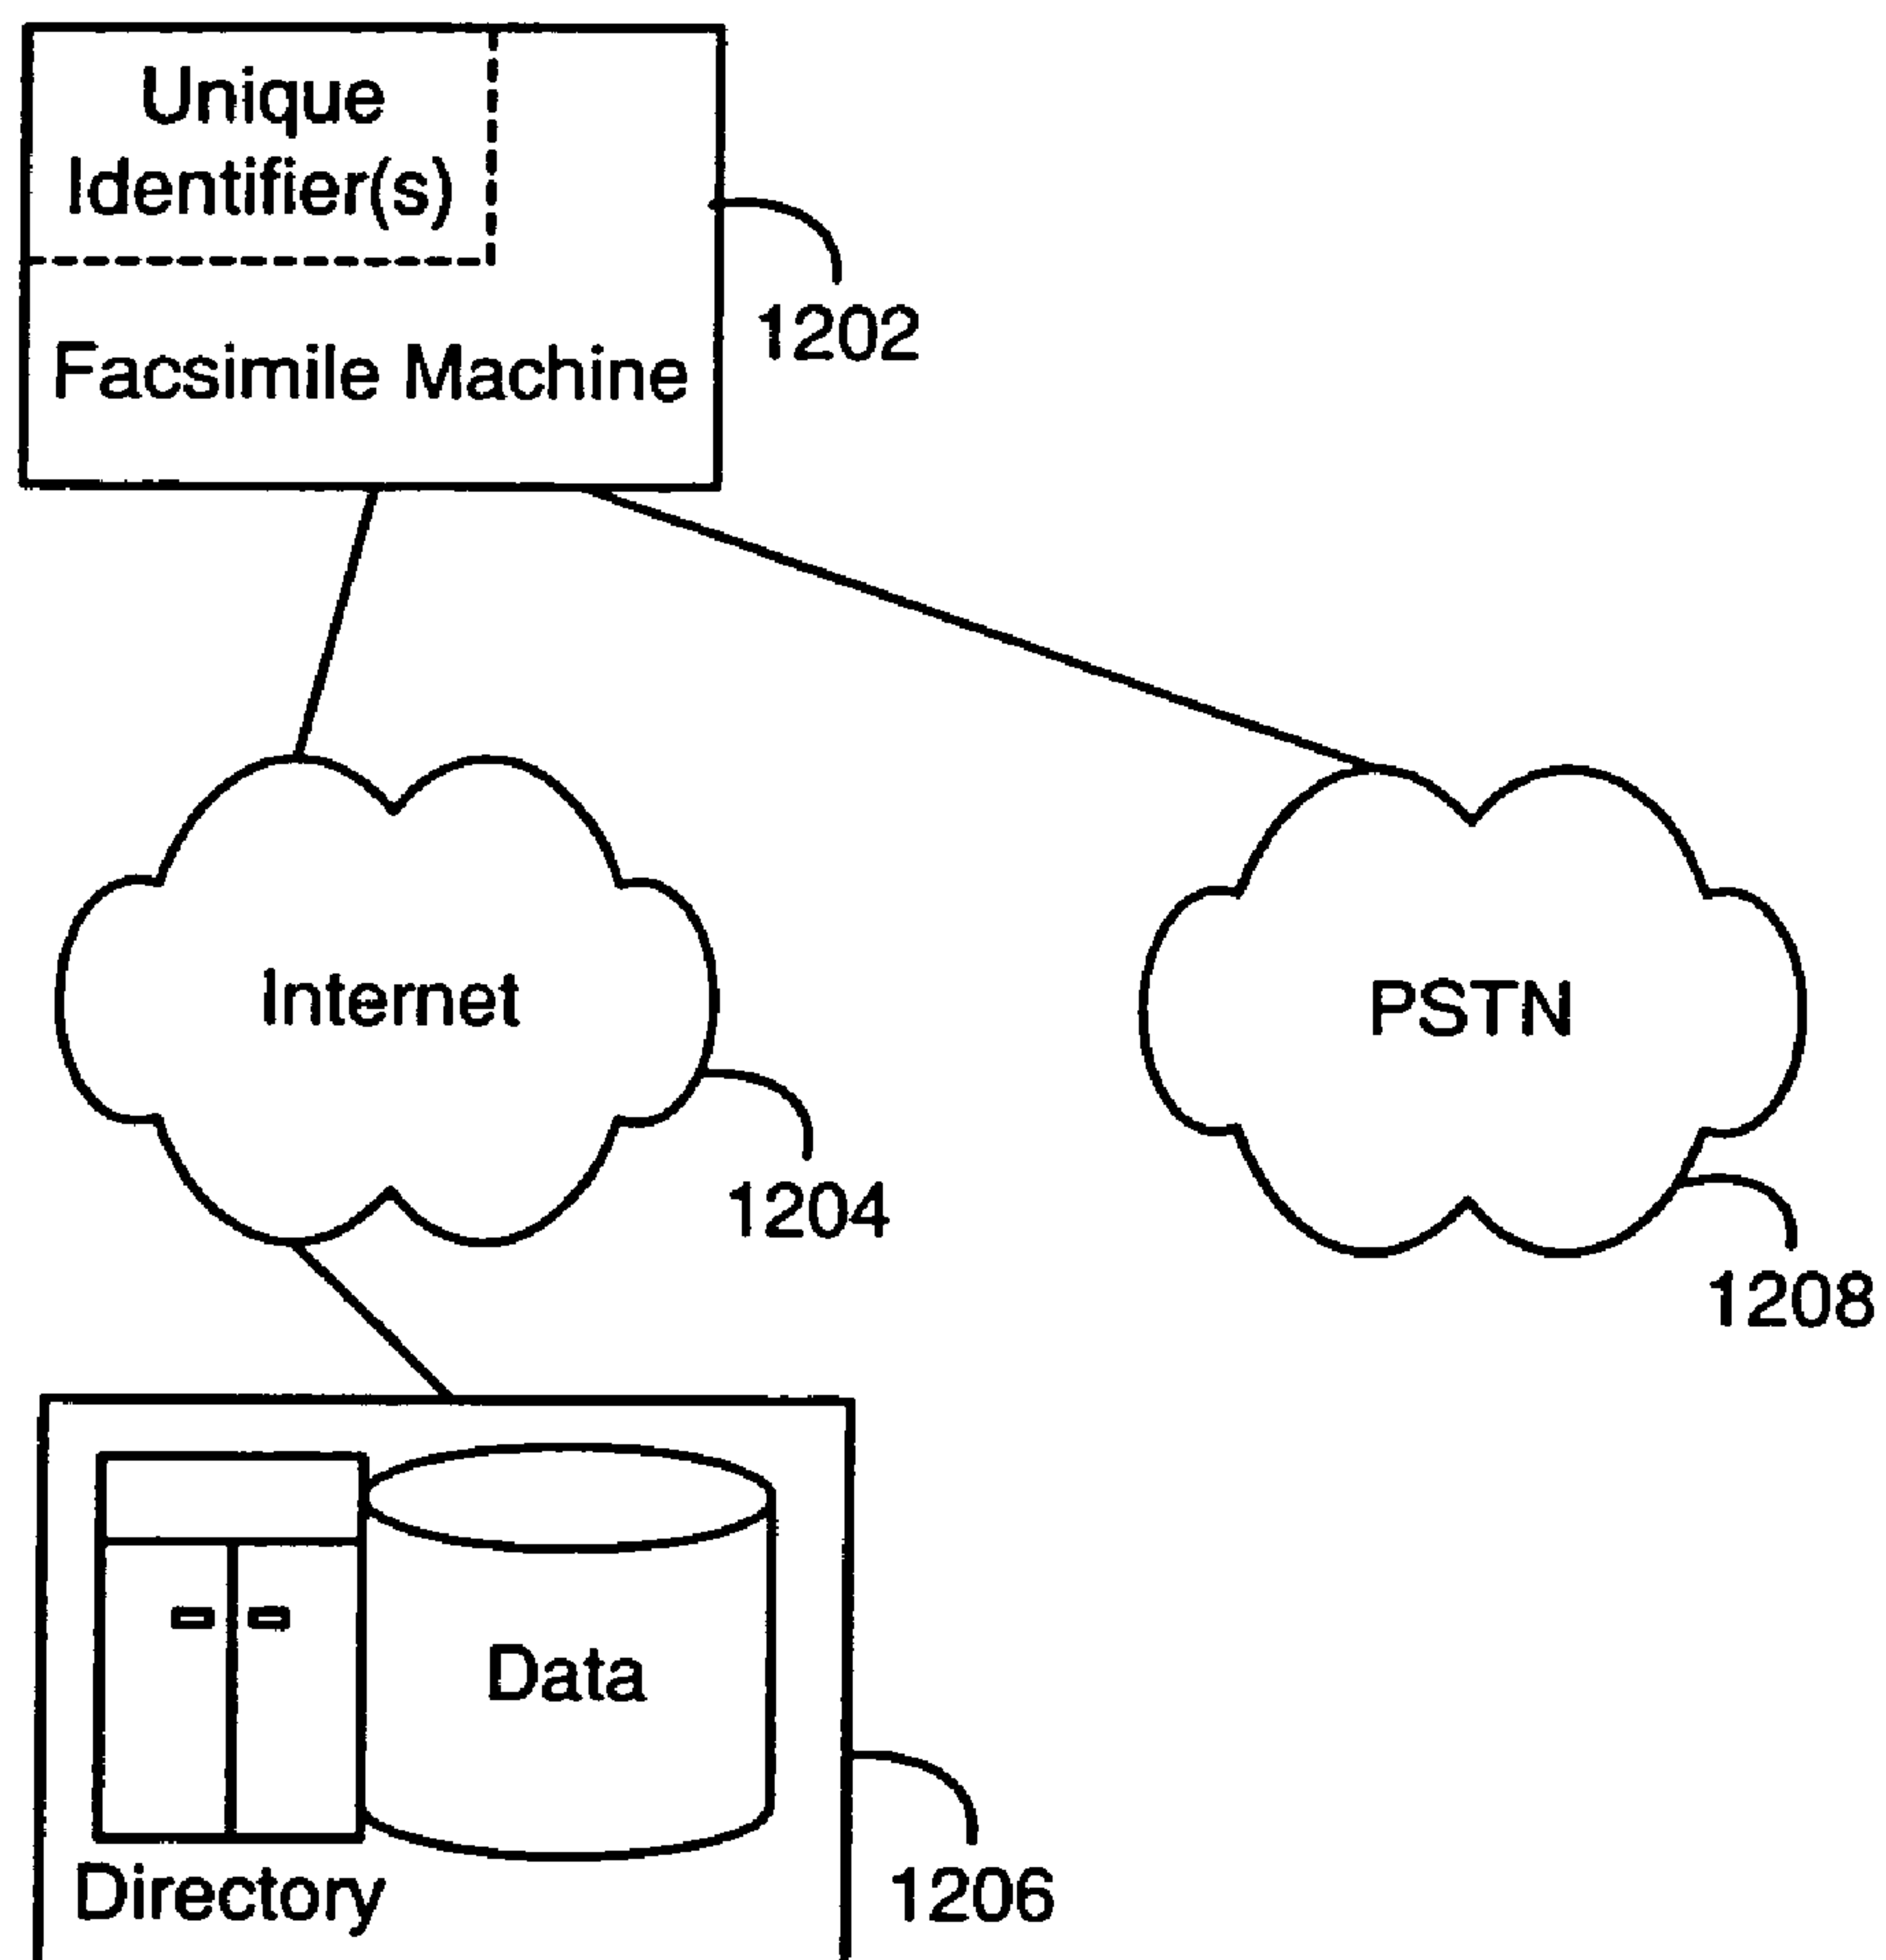 Unique
Identifier(s)
Facsimile Machine
1202
Internet
PSTN
1204
1208
Data
Directory
1206